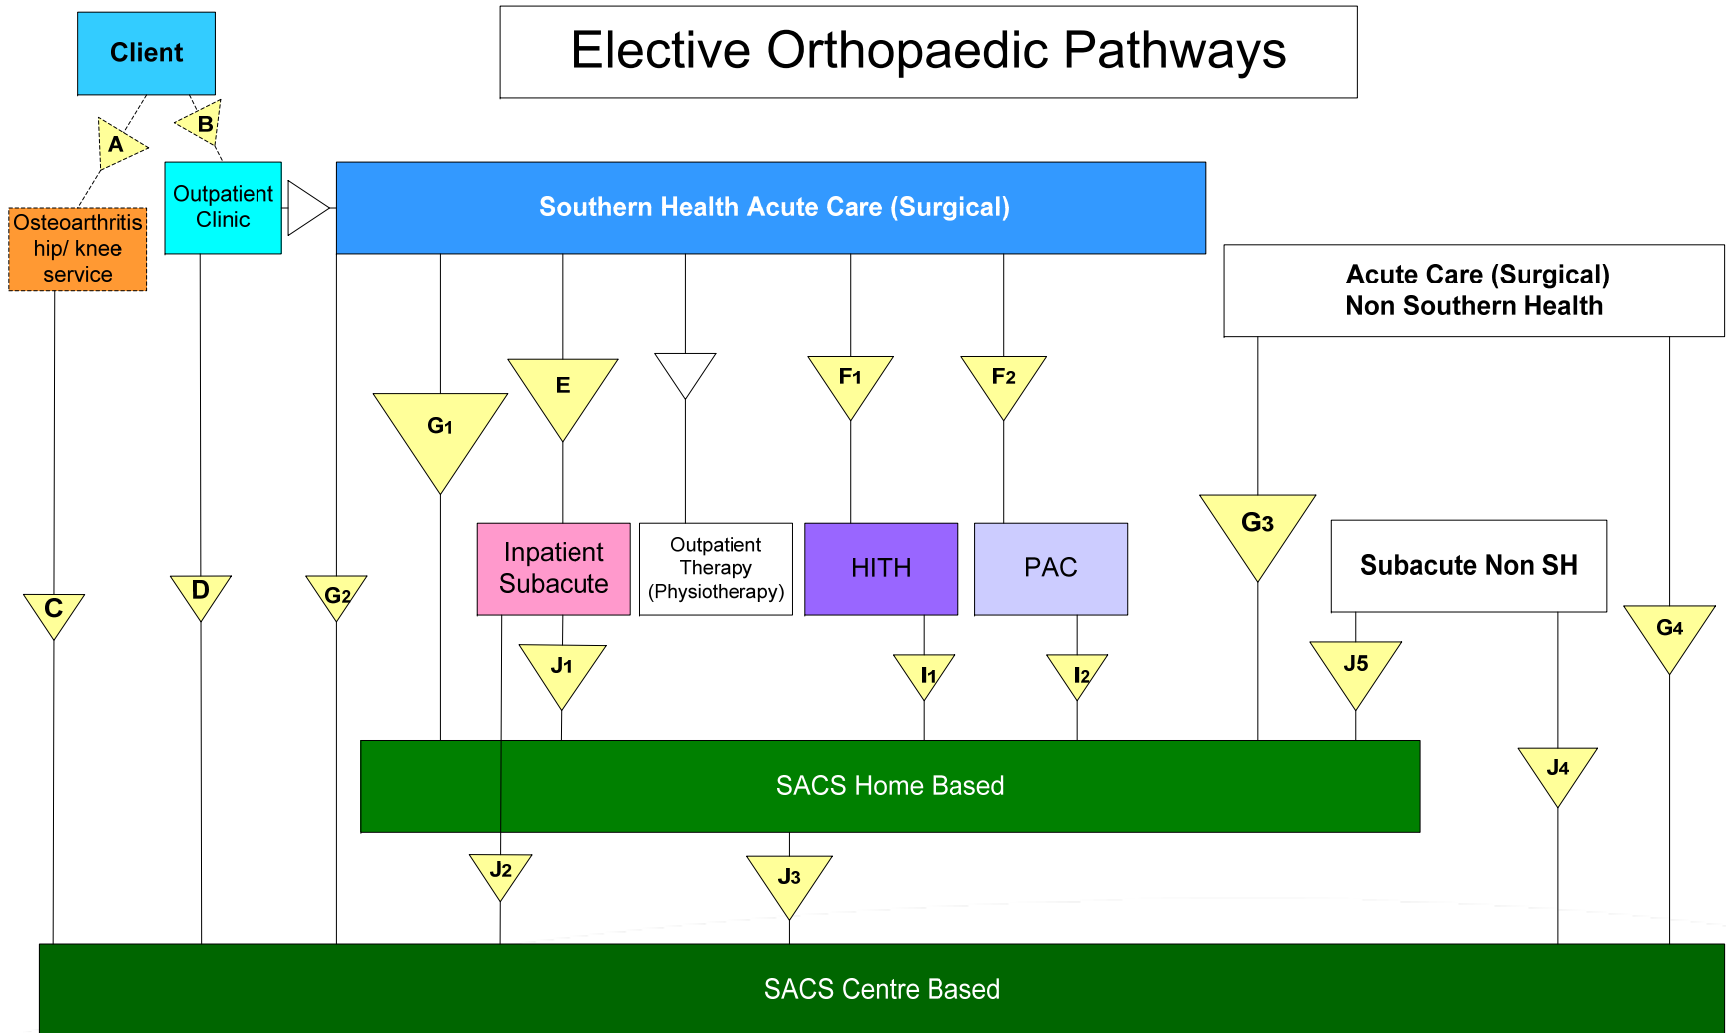 Elective Orthopaedic Pathways
Client
A
B
Outpatient
Clinic
Osteoarthritis
hip/ knee
service
Southern Health Acute Care (Surgical)
Acute Care (Surgical)
Non Southern Health
E
F1
F2
G1
G3
Inpatient
Subacute
Outpatient
Therapy
(Physiotherapy)
HITH
PAC
Subacute Non SH
C
D
G2
G4
J1
I1
I2
J5
J4
SACS Home Based
J2
J3
SACS Centre Based